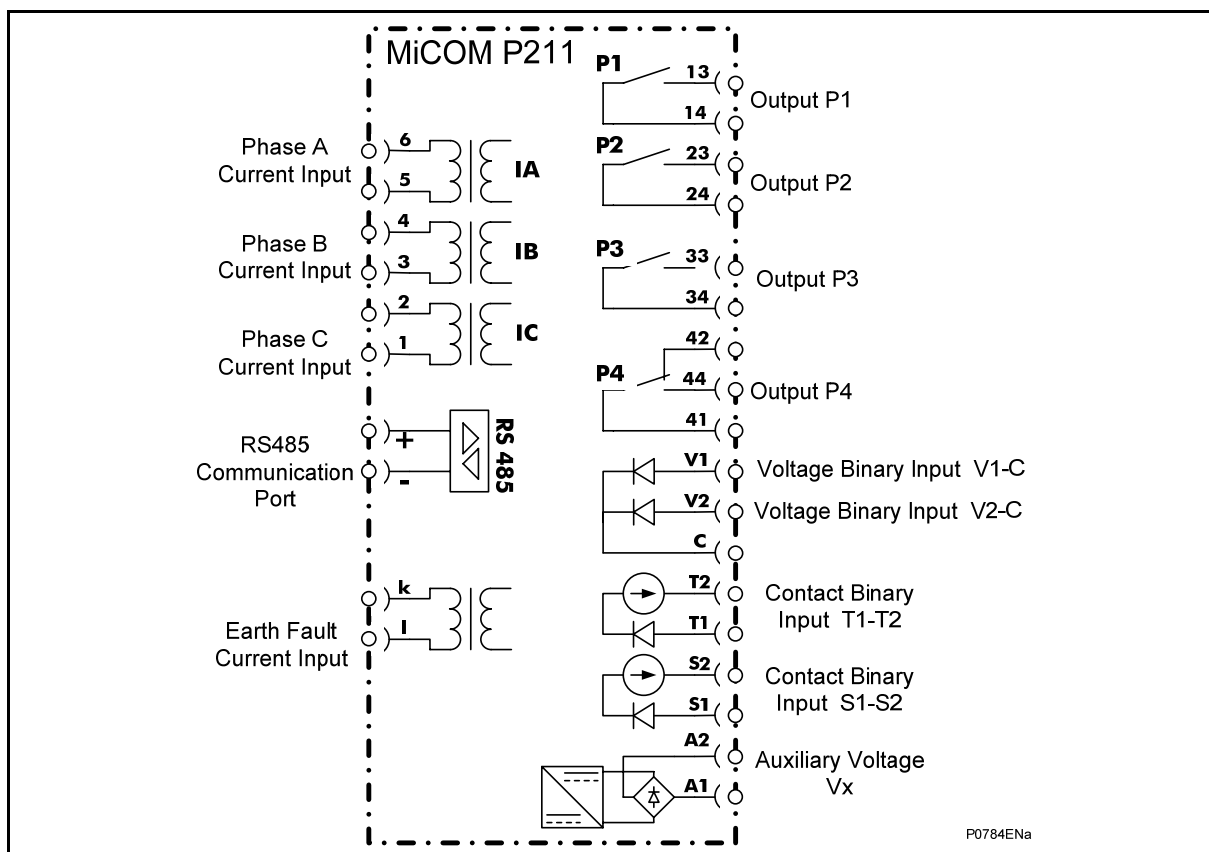 MiCOM P211
Phase A
Current Input
6
5
IA
Phase B
Current Input
4
3
IB
Phase C
Current Input
2
1
IC
RS485
Communication
Port
+
-
RS 485
Earth Fault
Current Input
k
l
P1
13
14
Output P1
P2
23
24
Output P2
P3
33
34
Output P3
P4
42
44
41
Output P4
V1
Voltage Binary Input V1-C
V2
Voltage Binary Input V2-C
C
T2
T1
Contact Binary
Input T1-T2
S2
S1
Contact Binary
Input S1-S2
A2
A1
Auxiliary Voltage
Vx
P0784ENa